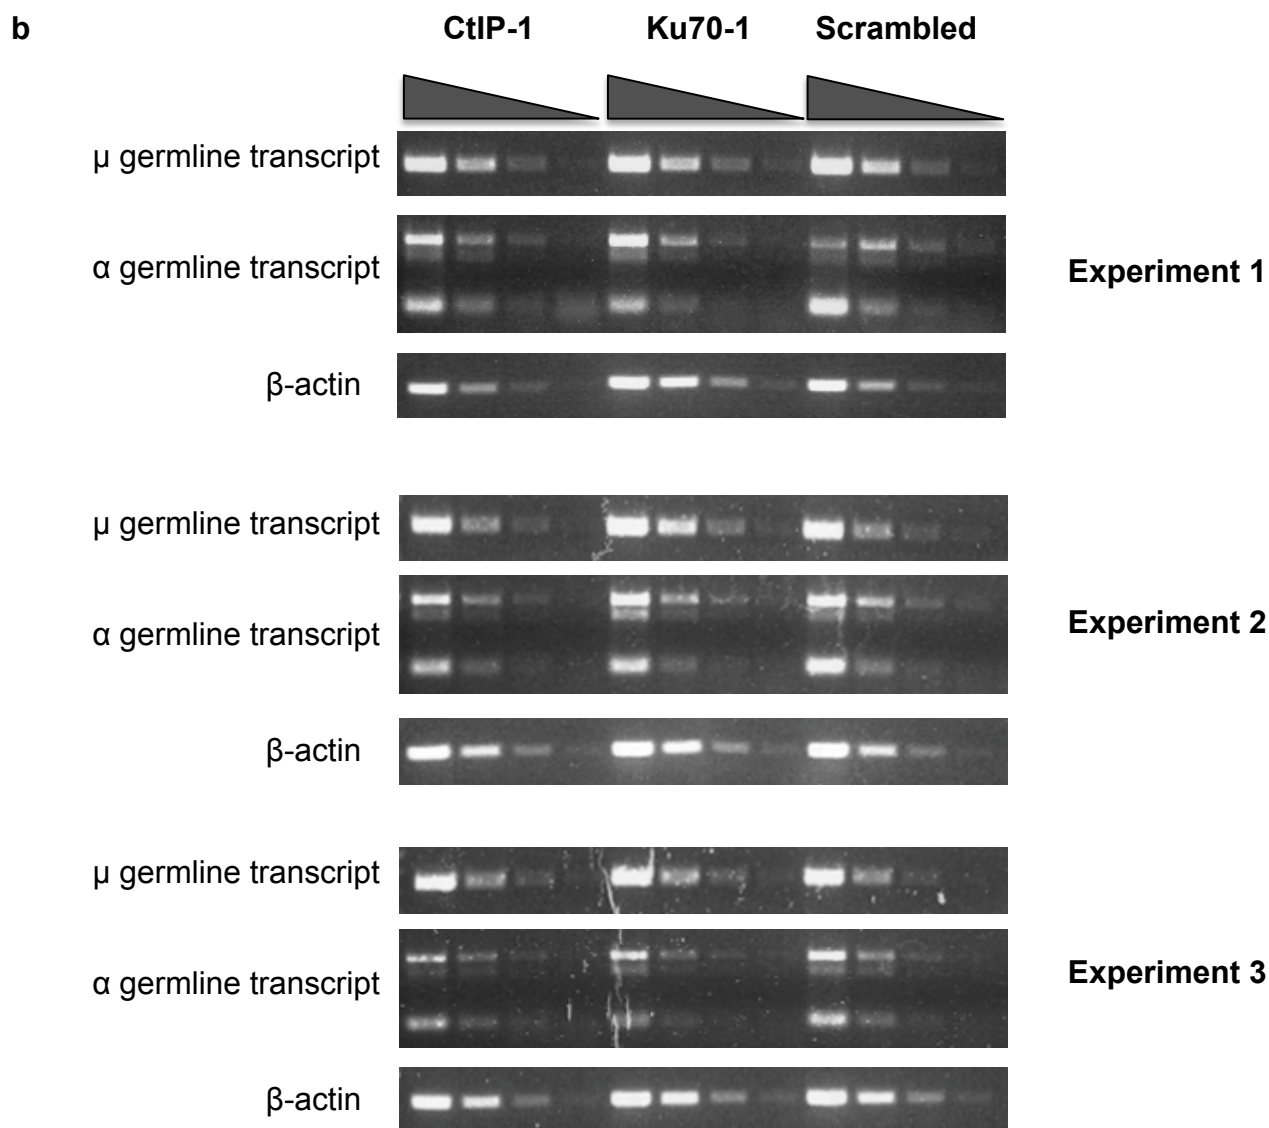 b
CtIP-1 Ku70-1 Scrambled
μ germline transcript
α germline transcript
Experiment 1
β-actin
μ germline transcript
α germline transcript
Experiment 2
β-actin
μ germline transcript
α germline transcript
Experiment 3
β-actin